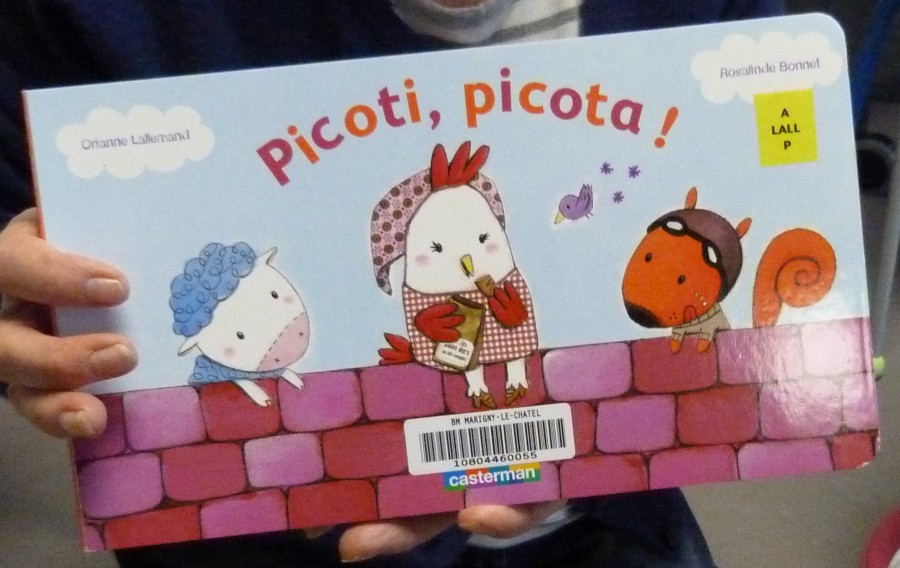 Picoti, picota !
Orianne Lallemand
Rosalinde Bonnet
A
LALL
P
BM MARIGNY-LE-CHATEL
10804460055
casterman